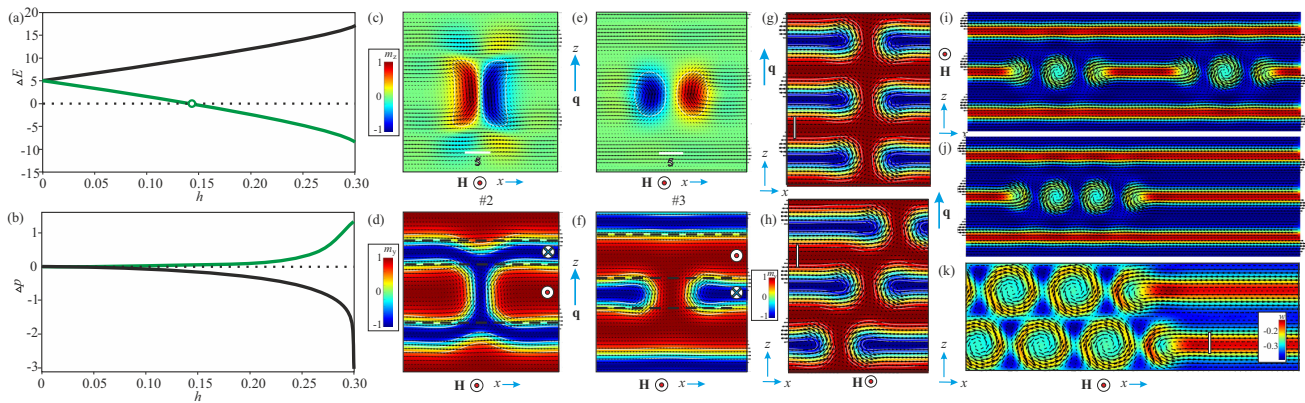 (a)
20
15
10
5
0
-5
-10
15
ΔE
0
0.05
0.10
0.15
0.20
0.25
0.30
h
(b)
1
0
-1
-2
-3
Δp
0.00
0.05
0.10
0.15
0.20
0.25
0.30
h
(c)
1
0
-1
m_z
H
x
#2
(d)
1
0
-1
m_y
H
x
(e)
z
q
H
x
#3
(f)
z
q
H
x
(g)
q
z
x
(h)
1
0
-1
z
x
H
(i)
H
z
x
(j)
q
(k)
w
-0.2
-0.3
z
x
H
x